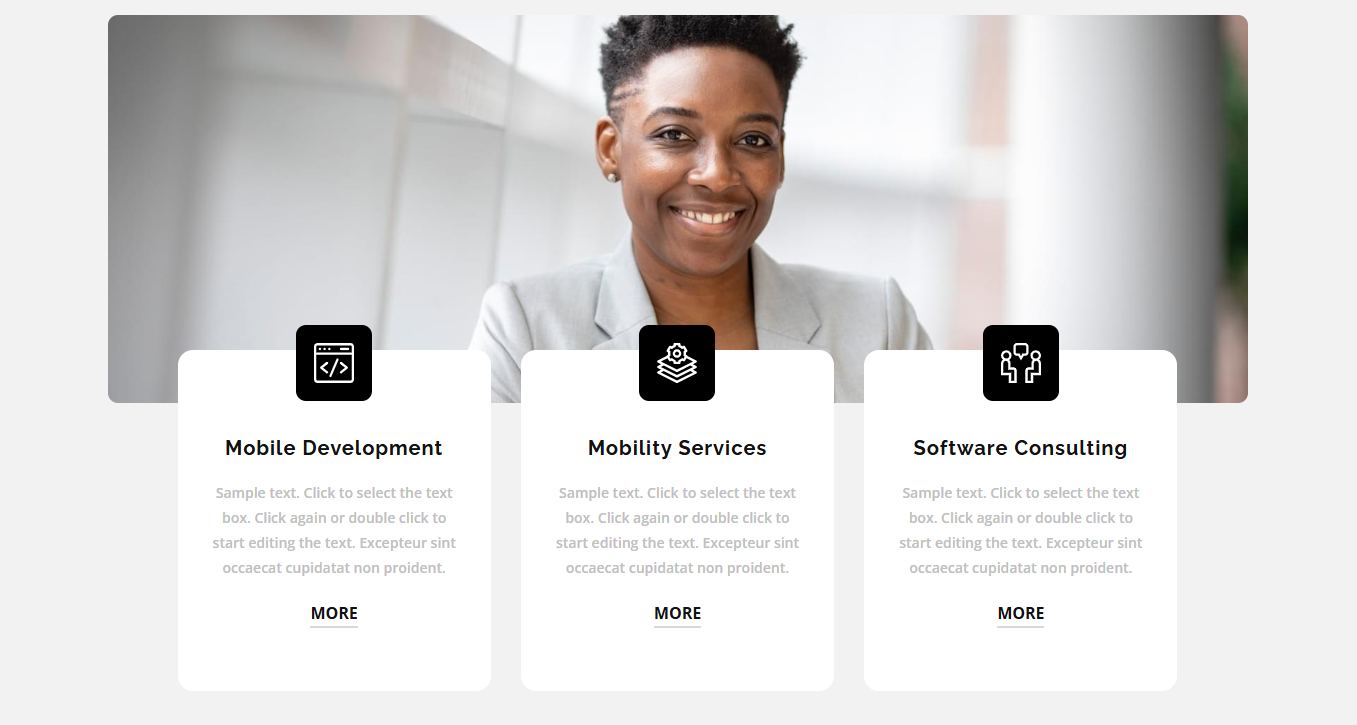 Mobile Development
Sample text. Click to select the text
box. Click again or double click to
start editing the text. Excepteur sint
occaecat cupidatat non proident.
MORE
Mobility Services
Sample text. Click to select the text
box. Click again or double click to
start editing the text. Excepteur sint
occaecat cupidatat non proident.
MORE
Software Consulting
Sample text. Click to select the text
box. Click again or double click to
start editing the text. Excepteur sint
occaecat cupidatat non proident.
MORE